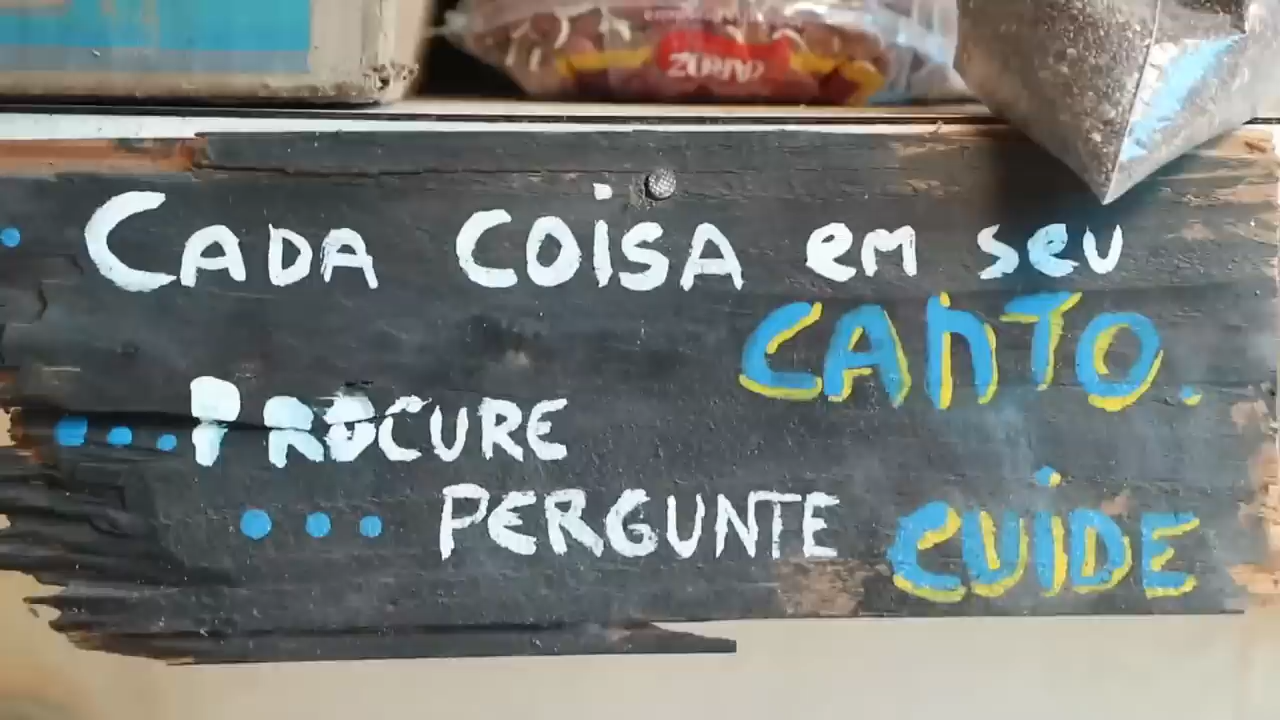 CADA COISA em seu
CANTO.
...PROCURE
... PERGUNTE CUIDE